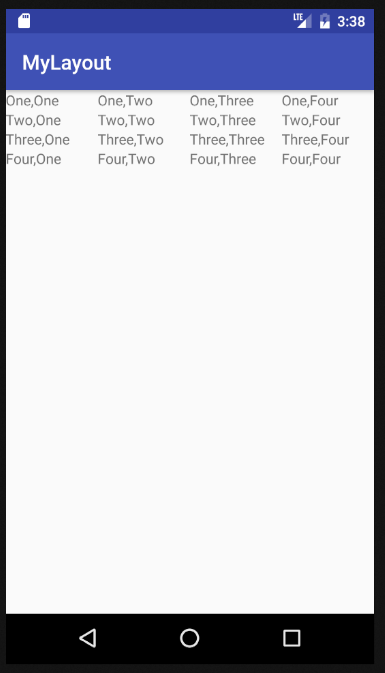 LTE 3:38
MyLayout
One,One One,Two One,Three One,Four
Two,One Two,Two Two,Three Two,Four
Three,One Three,Two Three,Three Three,Four
Four,One Four,Two Four,Three Four,Four